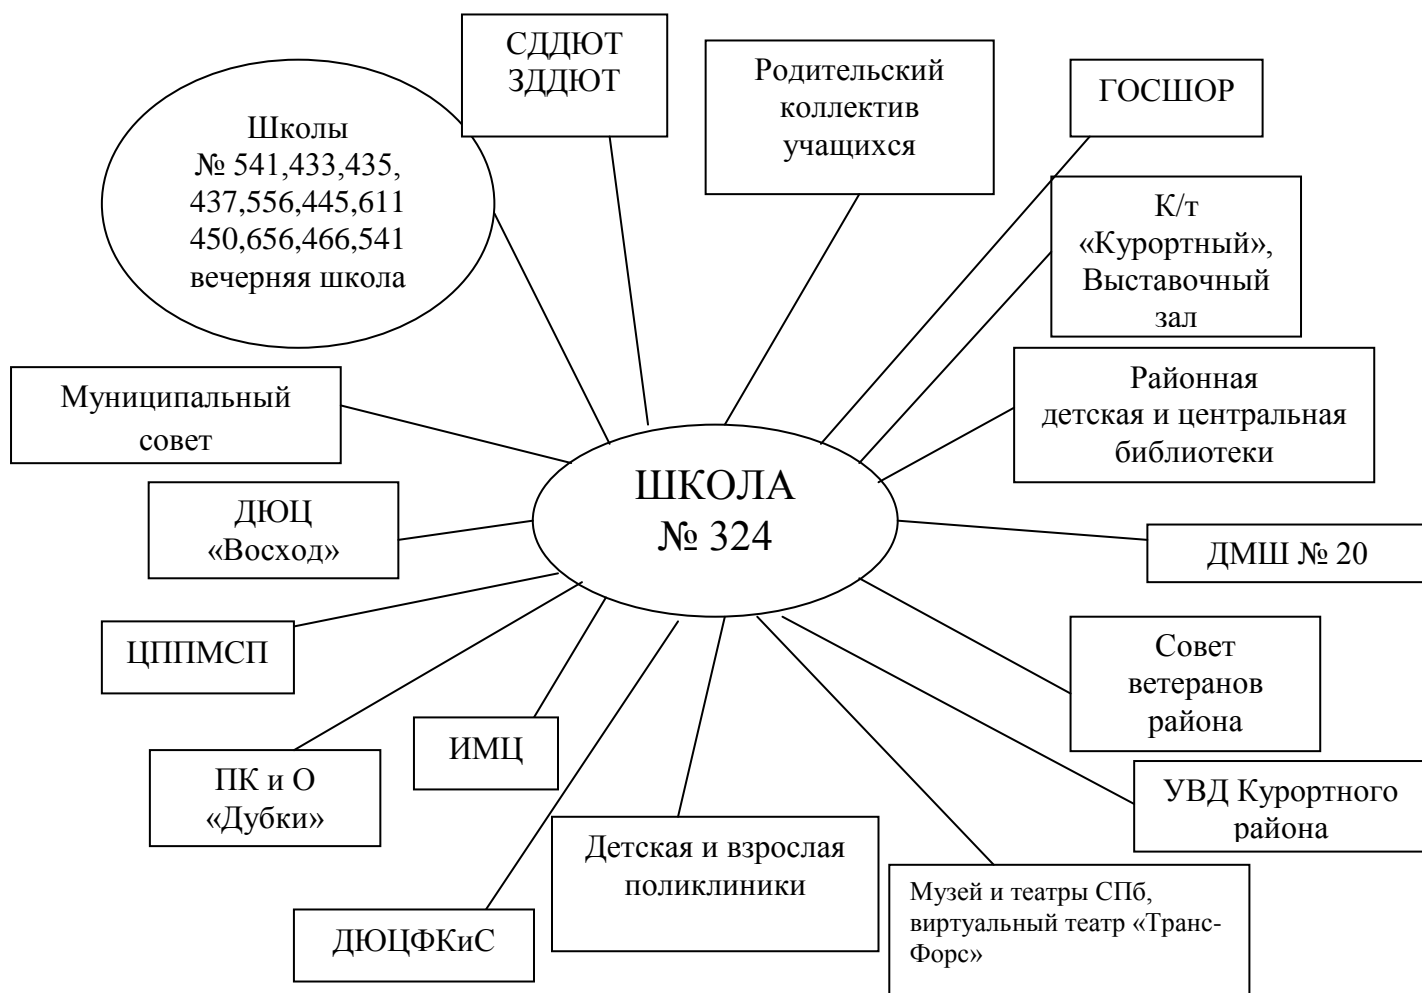 СДДЮТ
ЗДДЮТ
Родительский
коллектив
учащихся
ГОСШОР
Школы
№ 541,433,435,
437,556,445,611
450,656,466,541
вечерняя школа
К/т
«Курортный»,
Выставочный
зал
Районная
детская и центральная
библиотеки
Муниципальный
совет
ШКОЛА
№ 324
ДЮЦ
«Восход»
ДМШ № 20
ЦППМСП
Совет
ветеранов
района
ИМЦ
ПК и О
«Дубки»
УВД Курортного
района
Детская и взрослая
поликлиники
Музей и театры СПб,
виртуальный театр «Транс-
Форс»
ДЮЦФКиС